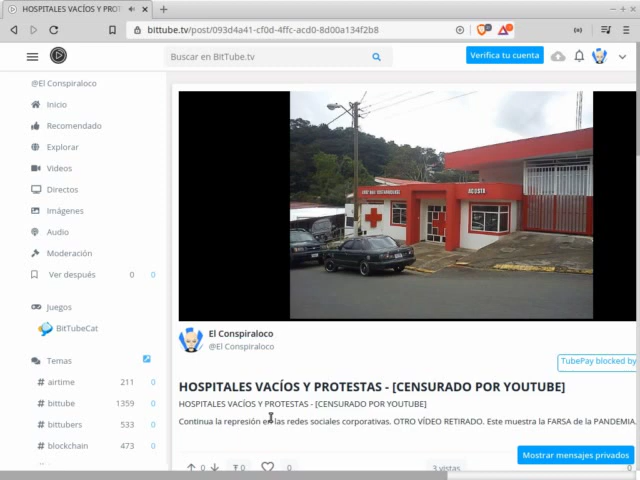 HOSPITALES VACÍOS Y PROT
bittube.tv/post/093d4a41-cf0d-4ffc-acd0-8d00a134f2b8
Buscar en BitTube.tv
Verifica tu cuenta
@El Conspiraloco
Inicio
Recomendado
Explorar
Videos
Directos
Imágenes
Audio
Moderación
Ver después 0 0
Juegos
BitTubeCat
Temas
# airtime 211 0
# bittube 1359 0
# bittubers 533 0
# blockchain 473 0
ACOSTA
El Conspiraloco
@El Conspiraloco
TubePay blocked by
HOSPITALES VACÍOS Y PROTESTAS - [CENSURADO POR YOUTUBE]
HOSPITALES VACÍOS Y PROTESTAS - [CENSURADO POR YOUTUBE]
Continua la represión en las redes sociales corporativas. OTRO VÍDEO RETIRADO. Este muestra la FARSA de la PANDEMIA.
Mostrar mensajes privados
0 0 0 3 vistas 0